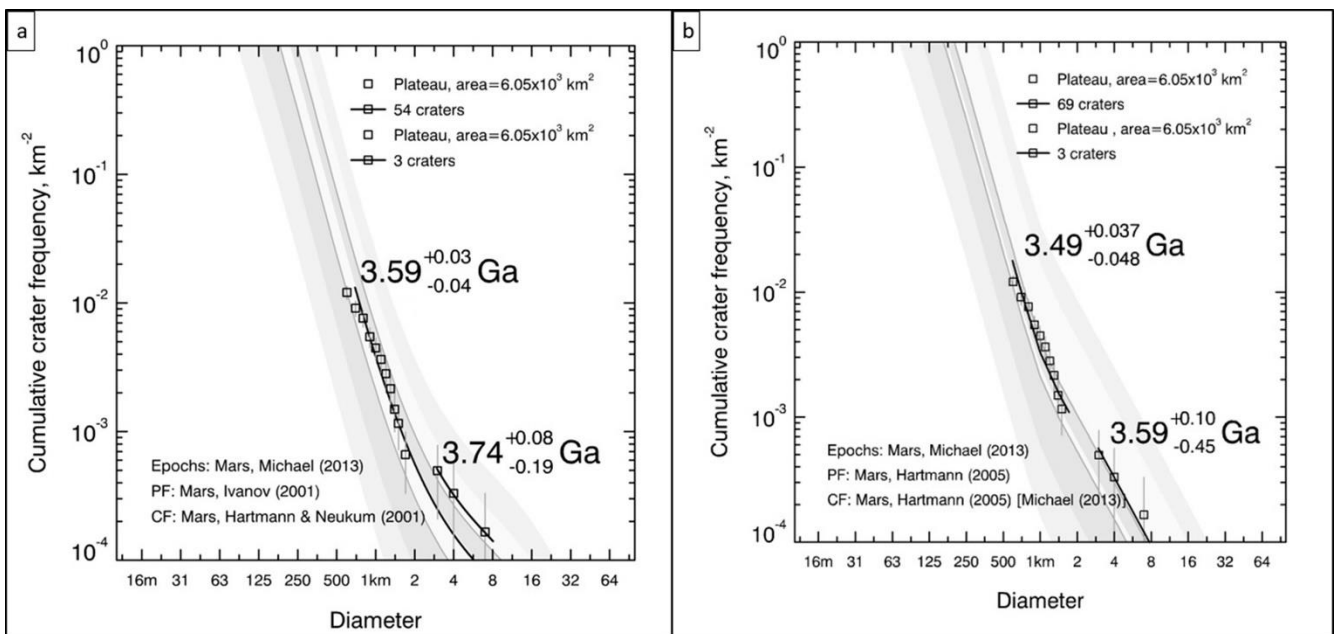 a
Cumulative crater frequency, km-2
10^0
10^-1
10^-2
10^-3
10^-4
Plateau, area=6.05x10^3 km^2
54 craters
Plateau, area=6.05x10^3 km^2
3 craters
3.59 +0.03 -0.04 Ga
3.74 +0.08 -0.19 Ga
Epochs: Mars, Michael (2013)
PF: Mars, Ivanov (2001)
CF: Mars, Hartmann & Neukum (2001)
16m 31 63 125 250 500 1km 2 4 8 16 32 64
Diameter
b
Cumulative crater frequency, km-2
10^0
10^-1
10^-2
10^-3
10^-4
Plateau, area=6.05x10^3 km^2
69 craters
Plateau , area=6.05x10^3 km^2
3 craters
3.49 +0.037 -0.048 Ga
3.59 +0.10 -0.45 Ga
Epochs: Mars, Michael (2013)
PF: Mars, Hartmann (2005)
CF: Mars, Hartmann (2005) [Michael (2013)]
16m 31 63 125 250 500 1km 2 4 8 16 32 64
Diameter